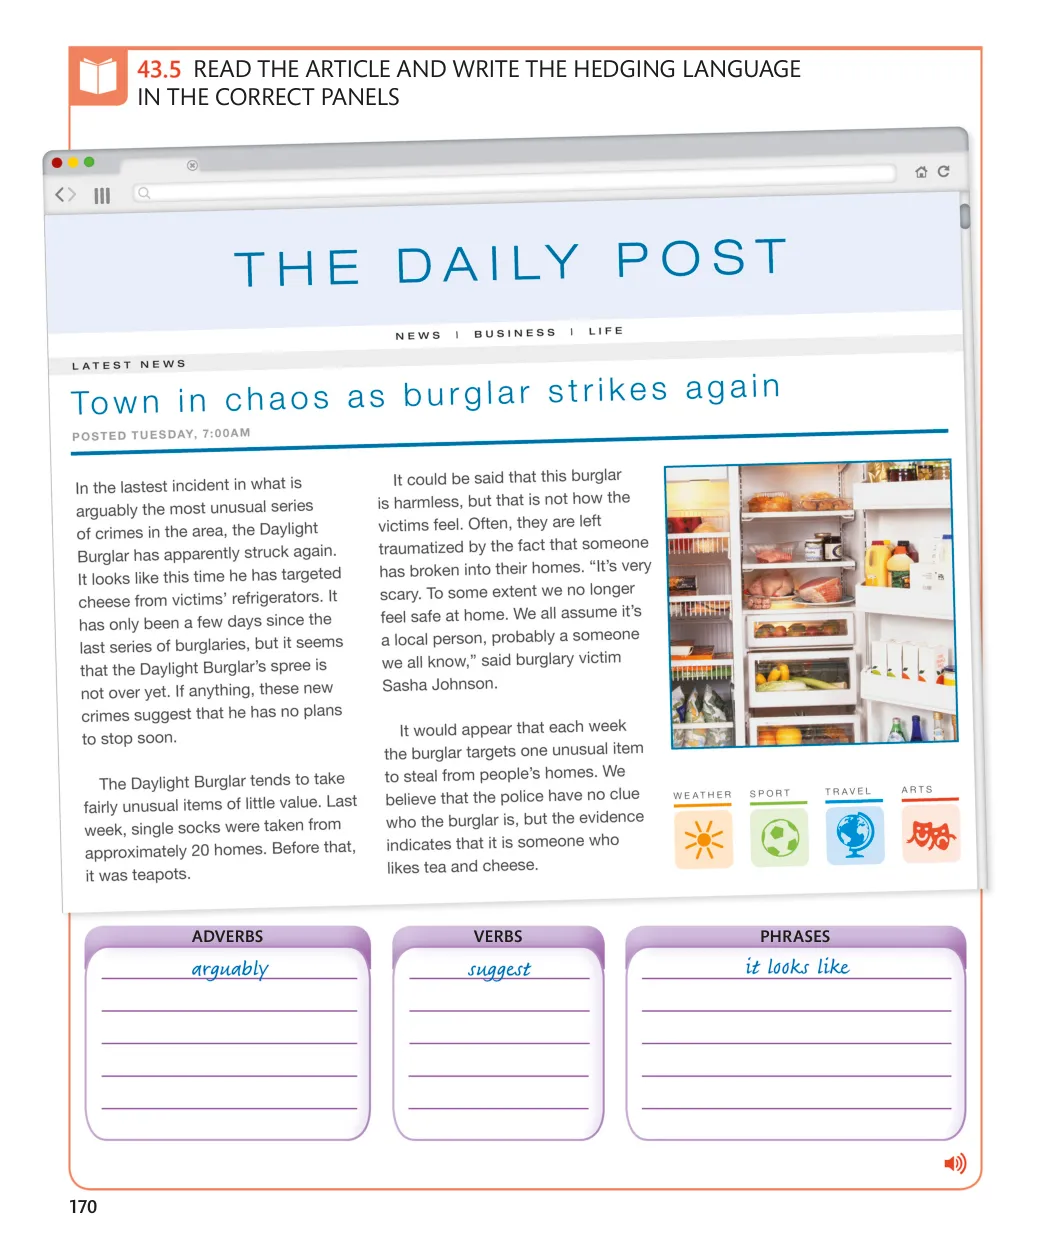 43.5 READ THE ARTICLE AND WRITE THE HEDGING LANGUAGE
IN THE CORRECT PANELS
THE DAILY POST
NEWS | BUSINESS | LIFE
LATEST NEWS
Town in chaos as burglar strikes again
POSTED TUESDAY, 7:00AM
In the lastest incident in what is
arguably the most unusual series
of crimes in the area, the Daylight
Burglar has apparently struck again.
It looks like this time he has targeted
cheese from victims’ refrigerators. It
has only been a few days since the
last series of burglaries, but it seems
that the Daylight Burglar’s spree is
not over yet. If anything, these new
crimes suggest that he has no plans
to stop soon.
The Daylight Burglar tends to take
fairly unusual items of little value. Last
week, single socks were taken from
approximately 20 homes. Before that,
it was teapots.
It could be said that this burglar
is harmless, but that is not how the
victims feel. Often, they are left
traumatized by the fact that someone
has broken into their homes. “It’s very
scary. To some extent we no longer
feel safe at home. We all assume it’s
a local person, probably a someone
we all know,” said burglary victim
Sasha Johnson.
It would appear that each week
the burglar targets one unusual item
to steal from people’s homes. We
believe that the police have no clue
who the burglar is, but the evidence
indicates that it is someone who
likes tea and cheese.
WEATHER SPORT TRAVEL ARTS
ADVERBS
arguably
VERBS
suggest
PHRASES
it looks like
170